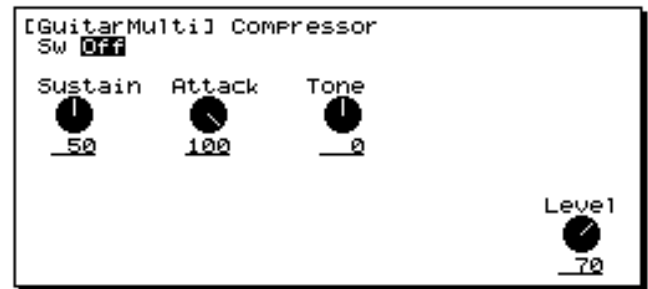 [GuitarMulti] Compressor
Sw Off
Sustain Attack Tone
50 100 0
Level
70